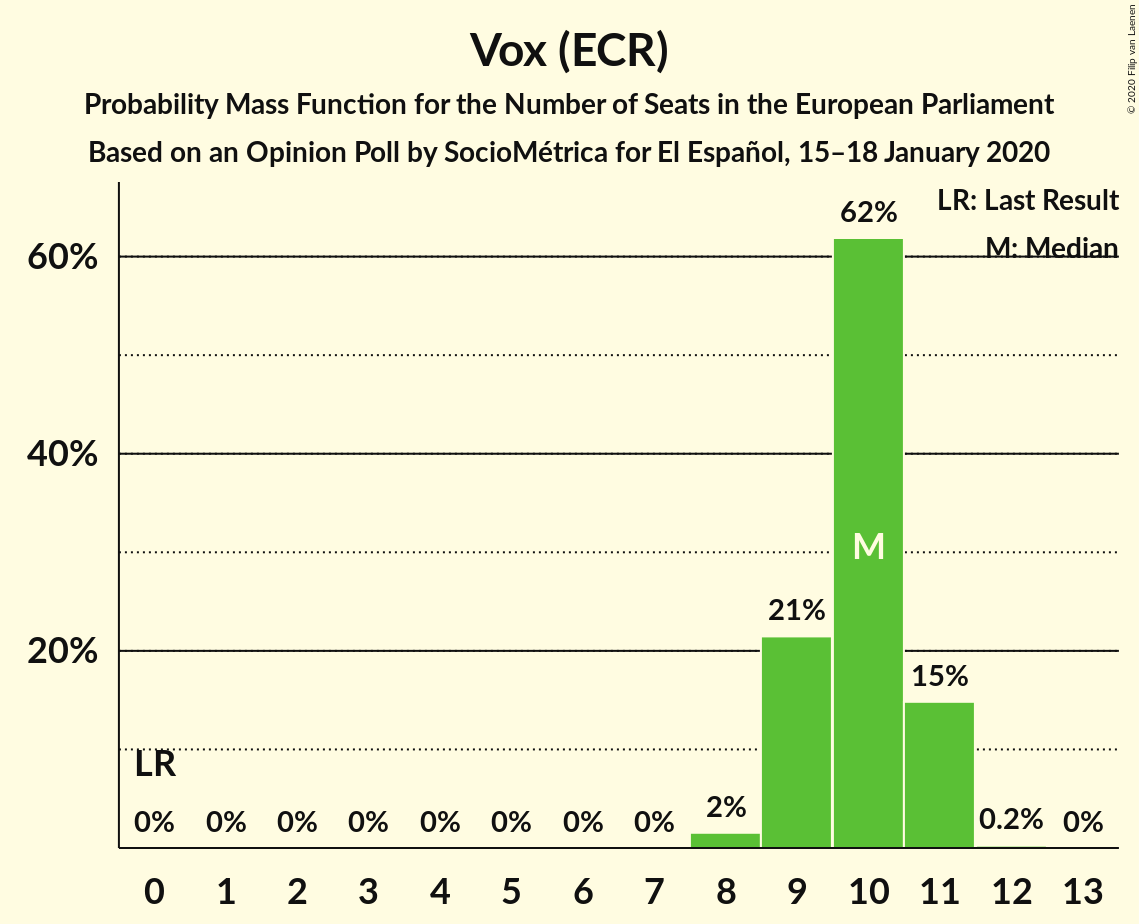 Vox (ECR)
Probability Mass Function for the Number of Seats in the European Parliament
Based on an Opinion Poll by SocioMétrica for El Español, 15–18 January 2020
© 2020 Filip van Laenen
LR: Last Result
M: Median
62%
60%
40%
M
21%
20%
15%
LR
0% 0% 0% 0% 0% 0% 0% 0% 2% 0.2% 0%
0 1 2 3 4 5 6 7 8 9 10 11 12 13